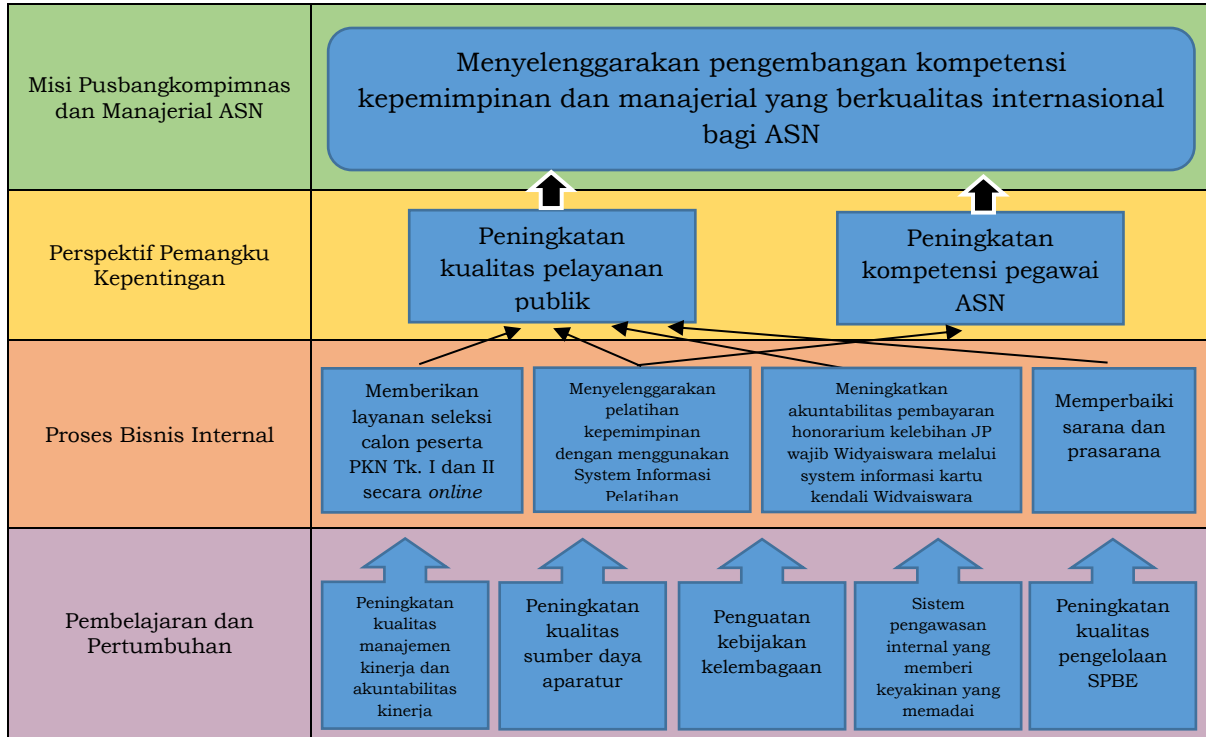 Misi Pusbangkompimnas
dan Manajerial ASN
Menyelenggarakan pengembangan kompetensi
kepemimpinan dan manajerial yang berkualitas internasional
bagi ASN
Perspektif Pemangku
Kepentingan
Peningkatan
kualitas pelayanan
publik
Peningkatan
kompetensi pegawai
ASN
Proses Bisnis Internal
Memberikan
layanan seleksi
calon peserta
PKN Tk. I dan II
secara online
Menyelenggarakan
pelatihan
kepemimpinan
dengan menggunakan
System Informasi
Pelatihan
Meningkatkan
akuntabilitas pembayaran
honorarium kelebihan JP
wajib Widyaiswara melalui
system informasi kartu
kendali Widyaiswara
Memperbaiki
sarana dan
prasarana
Pembelajaran dan
Pertumbuhan
Peningkatan
kualitas
manajemen
kinerja dan
akuntabilitas
kinerja
Peningkatan
kualitas
sumber daya
aparatur
Penguatan
kebijakan
kelembagaan
Sistem
pengawasan
internal yang
memberi
keyakinan yang
memadai
Peningkatan
kualitas
pengelolaan
SPBE